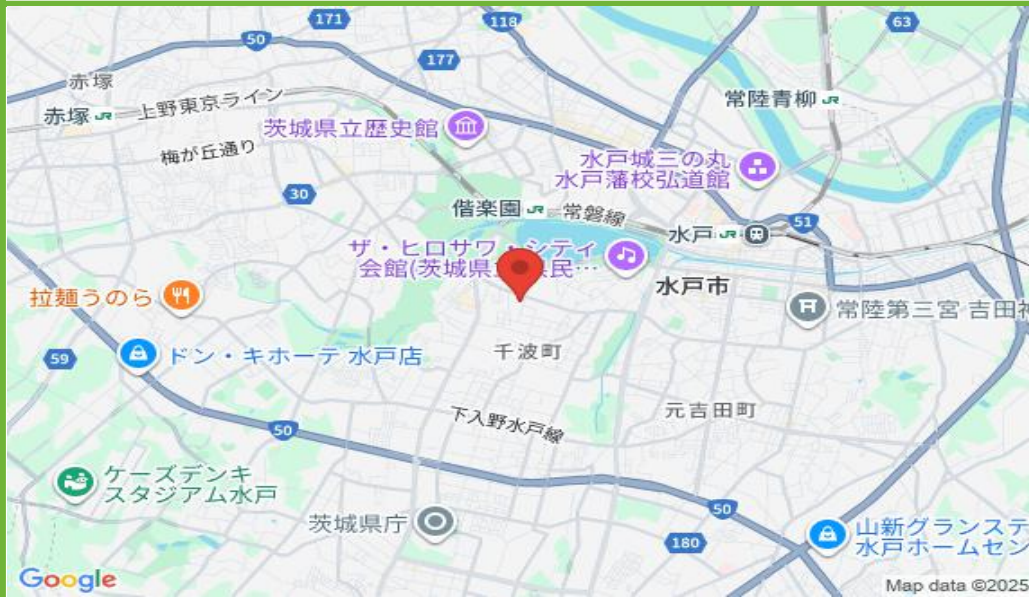 171
118
63
50
177
赤塚
赤塚 JR
上野東京ライン
常陸青柳 JR
茨城県立歴史館
梅が丘通り
水戸城三の丸
水戸藩校弘道館
30
偕楽園 JR
常磐線
51
水戸 JR
ザ・ヒロサワ・シティ
会館(茨城県立県民…
水戸市
拉麺うのら
常陸第三宮 吉田神
59
ドン・キホーテ 水戸店
千波町
元吉田町
下入野水戸線
50
ケーズデンキ
スタジアム水戸
50
茨城県庁
180
山新グランステ
水戸ホームセン
Google
Map data ©2025